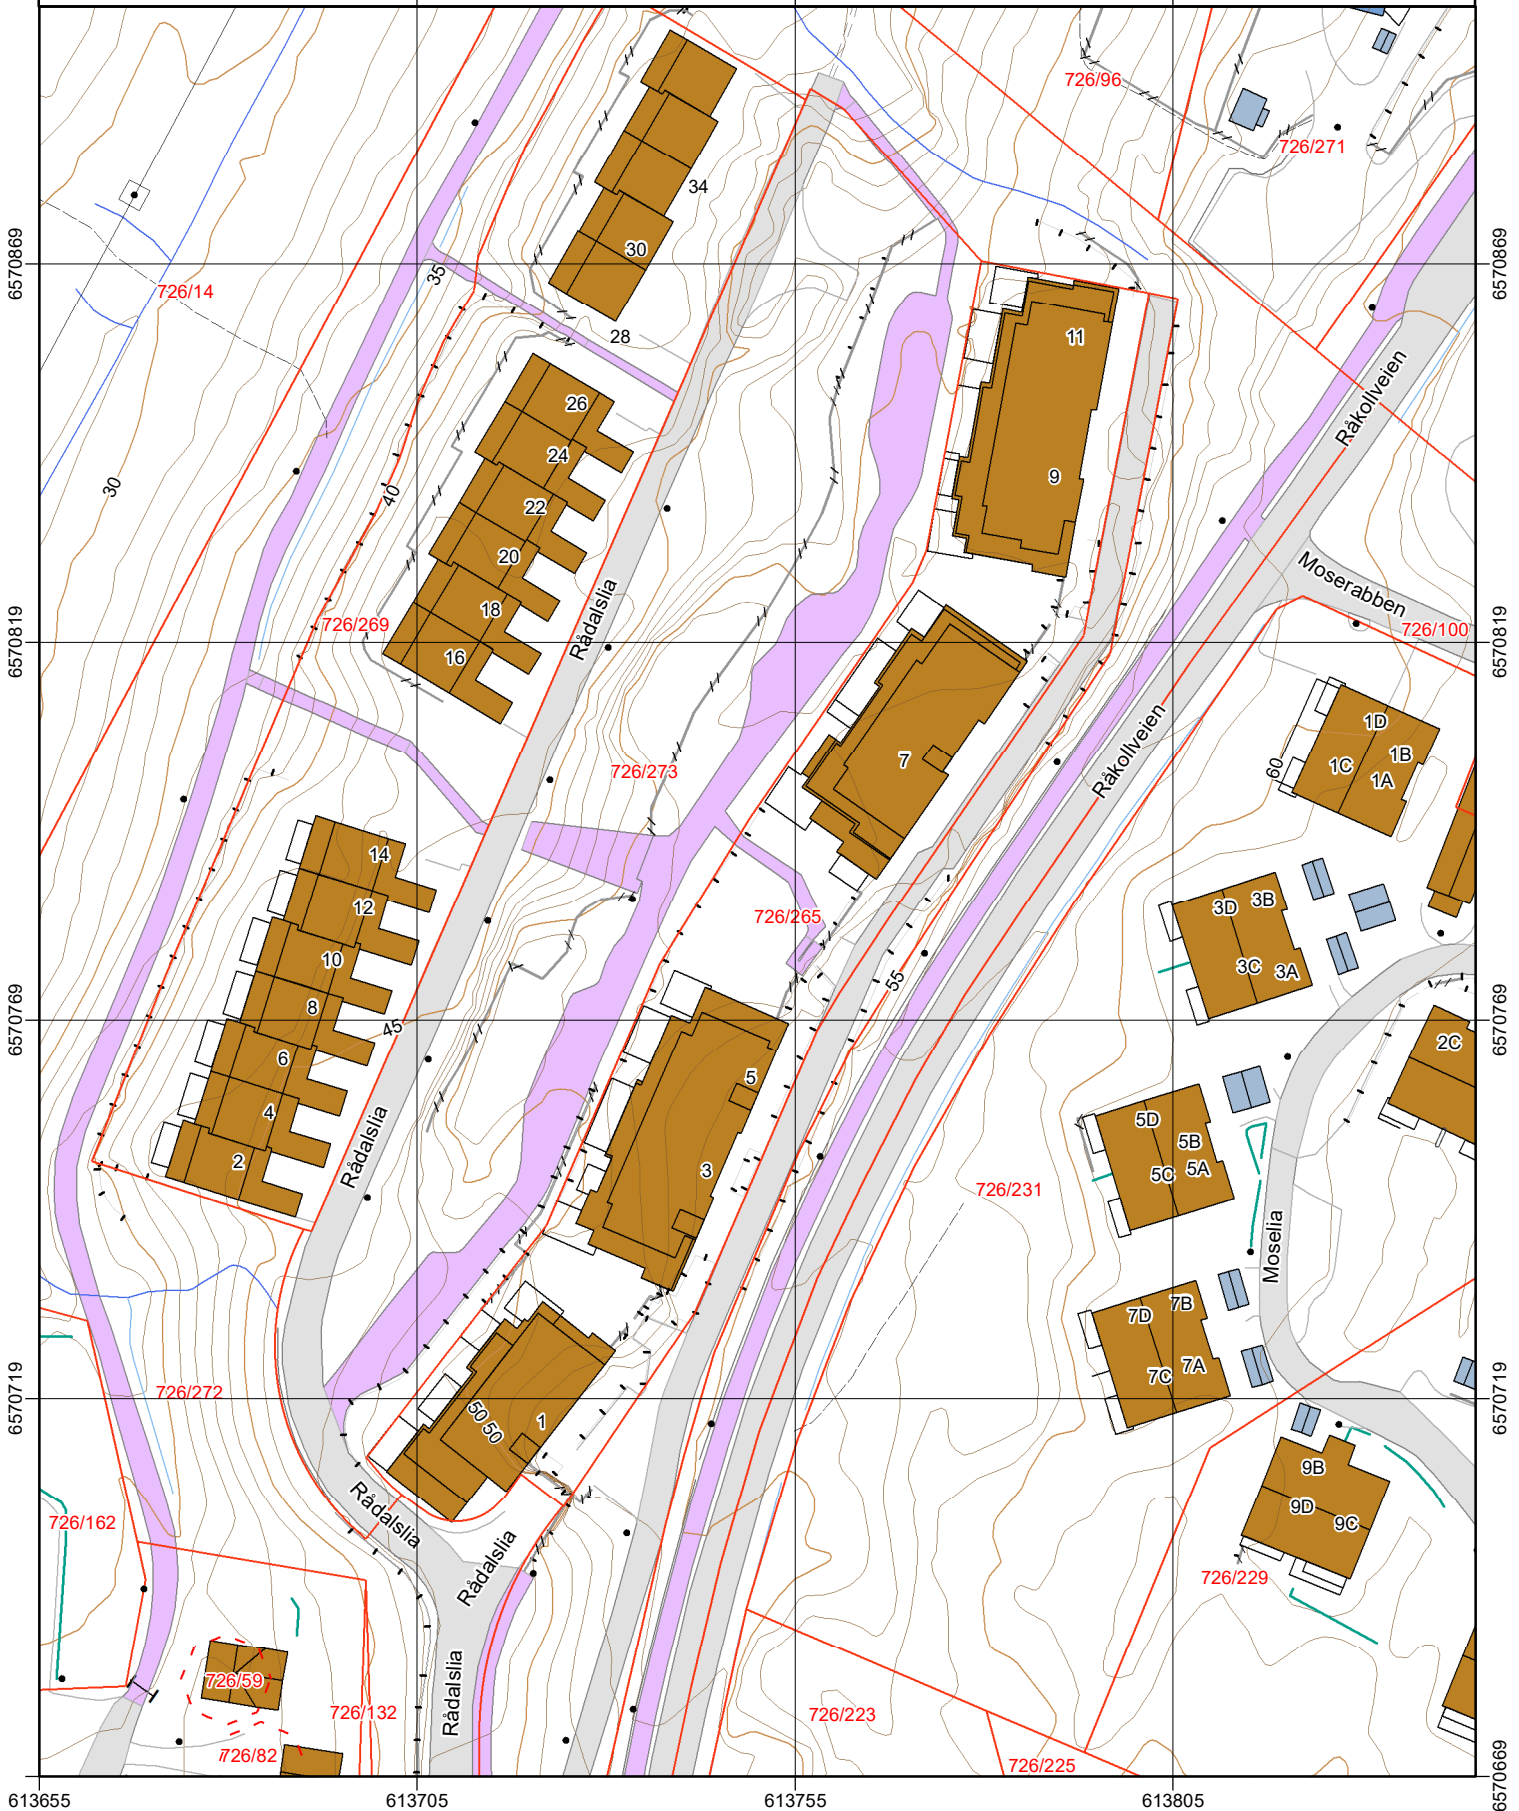 726/96
726/271
34
30
6570869
6570869
35
726/14
28
11
Råkollveien
26
24
9
30
40
22
20
Moserabben
18
Rådalslia
6570819
726/269
726/100
6570819
16
1D
Råkollveien
1B
7
60
1C
726/273
1A
14
3B
12
3D
726/265
10
3C
3A
55
8
6570769
45
6570769
2C
6
5
4
5D
5B
Rådalslia
2
3
5C
5A
726/231
Moselia
7B
7D
7A
7C
6570719
726/272
6570719
50 50
1
9B
9D
726/162
Rådalslia
9C
Rådalslia
726/229
726/59
Rådalslia
726/132
726/223
726/82
726/225
6570669
613655
613705
613755
613805